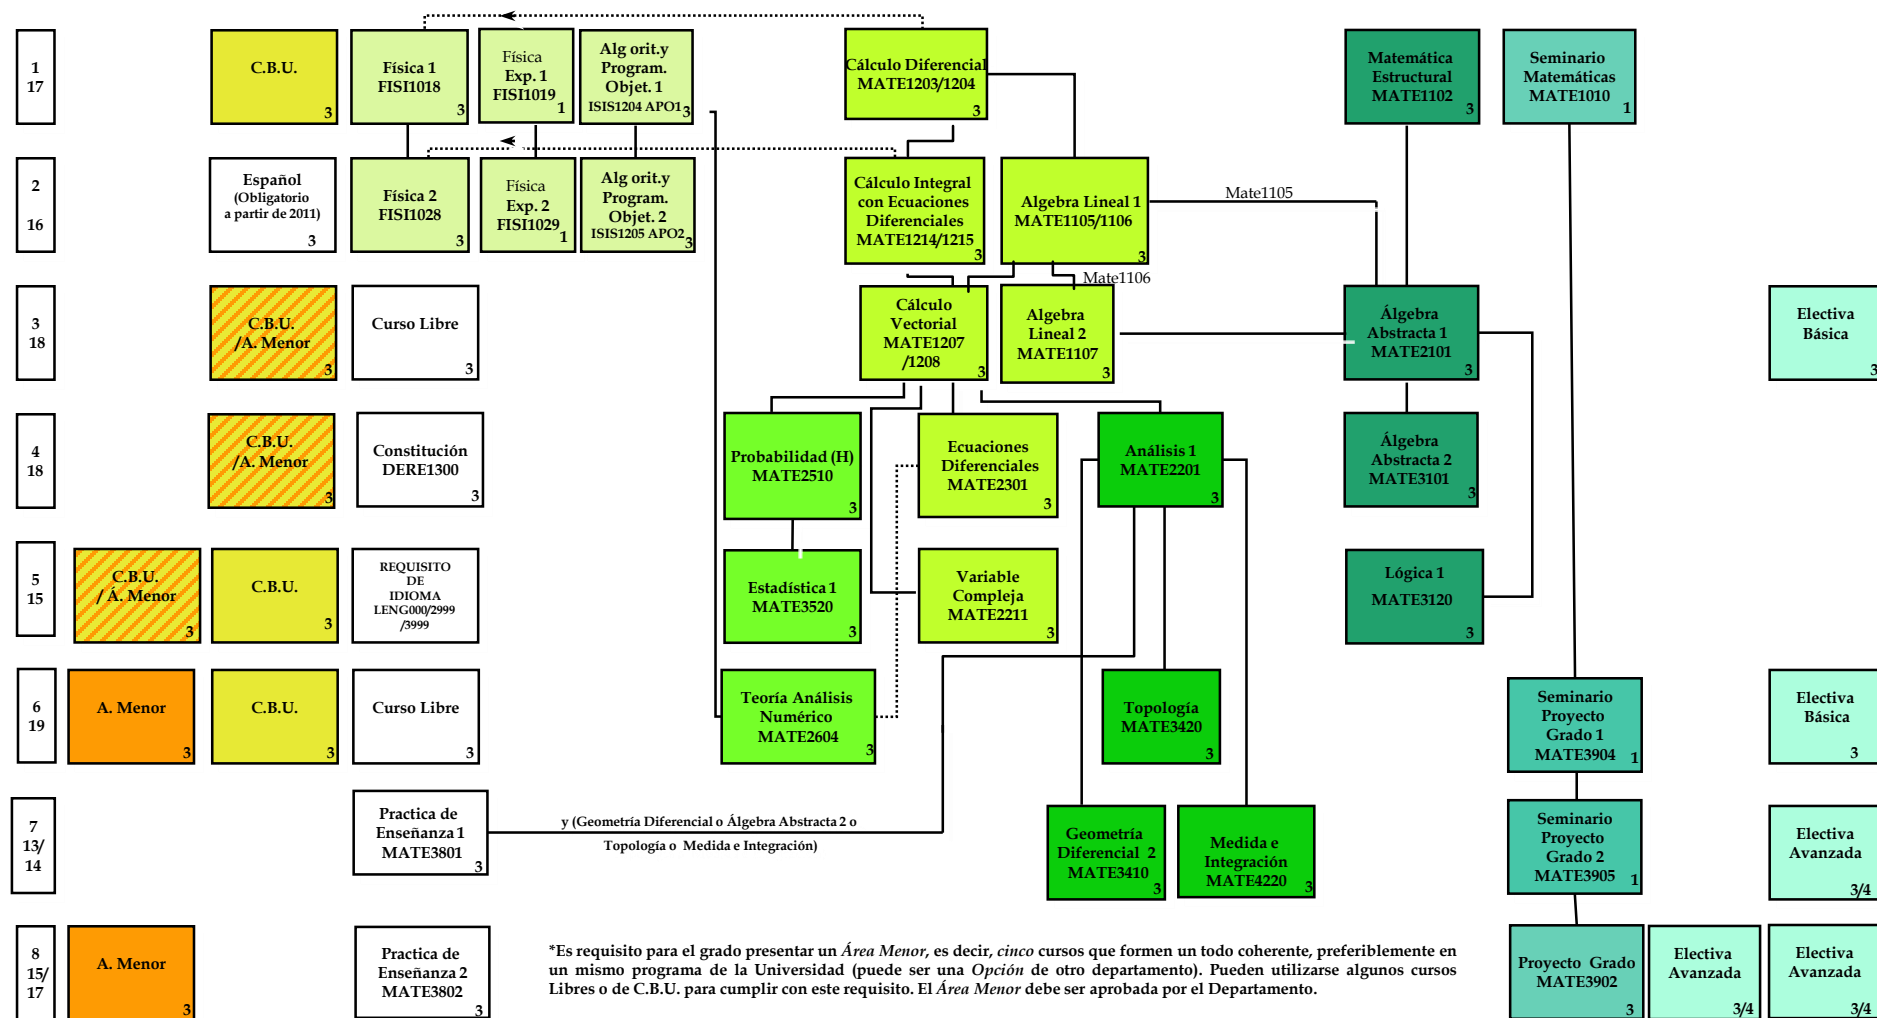 1
17
C.B.U.
3
Física 1
FISI1018
3
Física
Exp. 1
FISI1019
1
Alg orit.y
Program.
Objet. 1
ISIS1204 APO1
3
Cálculo Diferencial
MATE1203/1204
3
Matemática
Estructural
MATE1102
3
Seminario
Matemáticas
MATE1010
1
2
16
Español
(Obligatorio
a partir de 2011)
3
Física 2
FISI1028
3
Física
Exp. 2
FISI1029
1
Alg orit.y
Program.
Objet. 2
ISIS1205 APO2
3
Cálculo Integral
con Ecuaciones
Diferenciales
MATE1214/1215
3
Algebra Lineal 1
MATE1105/1106
3
Mate1105
Mate1106
3
18
C.B.U.
/A. Menor
3
Curso Libre
3
Cálculo
Vectorial
MATE1207
/1208
3
Algebra
Lineal 2
MATE1107
3
Álgebra
Abstracta 1
MATE2101
3
Electiva
Básica
3
4
18
C.B.U.
/A. Menor
3
Constitución
DERE1300
3
Probabilidad (H)
MATE2510
3
Ecuaciones
Diferenciales
MATE2301
3
Análisis 1
MATE2201
3
Álgebra
Abstracta 2
MATE3101
3
5
15
C.B.U.
/ Á. Menor
3
C.B.U.
3
REQUISITO
DE
IDIOMA
LENG000/2999
/3999
Estadística 1
MATE3520
3
Variable
Compleja
MATE2211
3
Lógica 1
MATE3120
3
6
19
A. Menor
3
C.B.U.
3
Curso Libre
3
Teoría Análisis
Numérico
MATE2604
3
Topología
MATE3420
3
Seminario
Proyecto
Grado 1
MATE3904
1
Electiva
Básica
3
7
13/
14
Practica de
Enseñanza 1
MATE3801
3
y (Geometría Diferencial o Álgebra Abstracta 2 o
Topología o Medida e Integración)
Geometría
Diferencial 2
MATE3410
3
Medida e
Integración
MATE4220
3
Seminario
Proyecto
Grado 2
MATE3905
1
Electiva
Avanzada
3/4
8
15/
17
A. Menor
3
Practica de
Enseñanza 2
MATE3802
3
*Es requisito para el grado presentar un Área Menor, es decir, cinco cursos que formen un todo coherente, preferiblemente en
un mismo programa de la Universidad (puede ser una Opción de otro departamento). Pueden utilizarse algunos cursos
Libres o de C.B.U. para cumplir con este requisito. El Área Menor debe ser aprobada por el Departamento.
Proyecto Grado
MATE3902
3
Electiva
Avanzada
3/4
Electiva
Avanzada
3/4